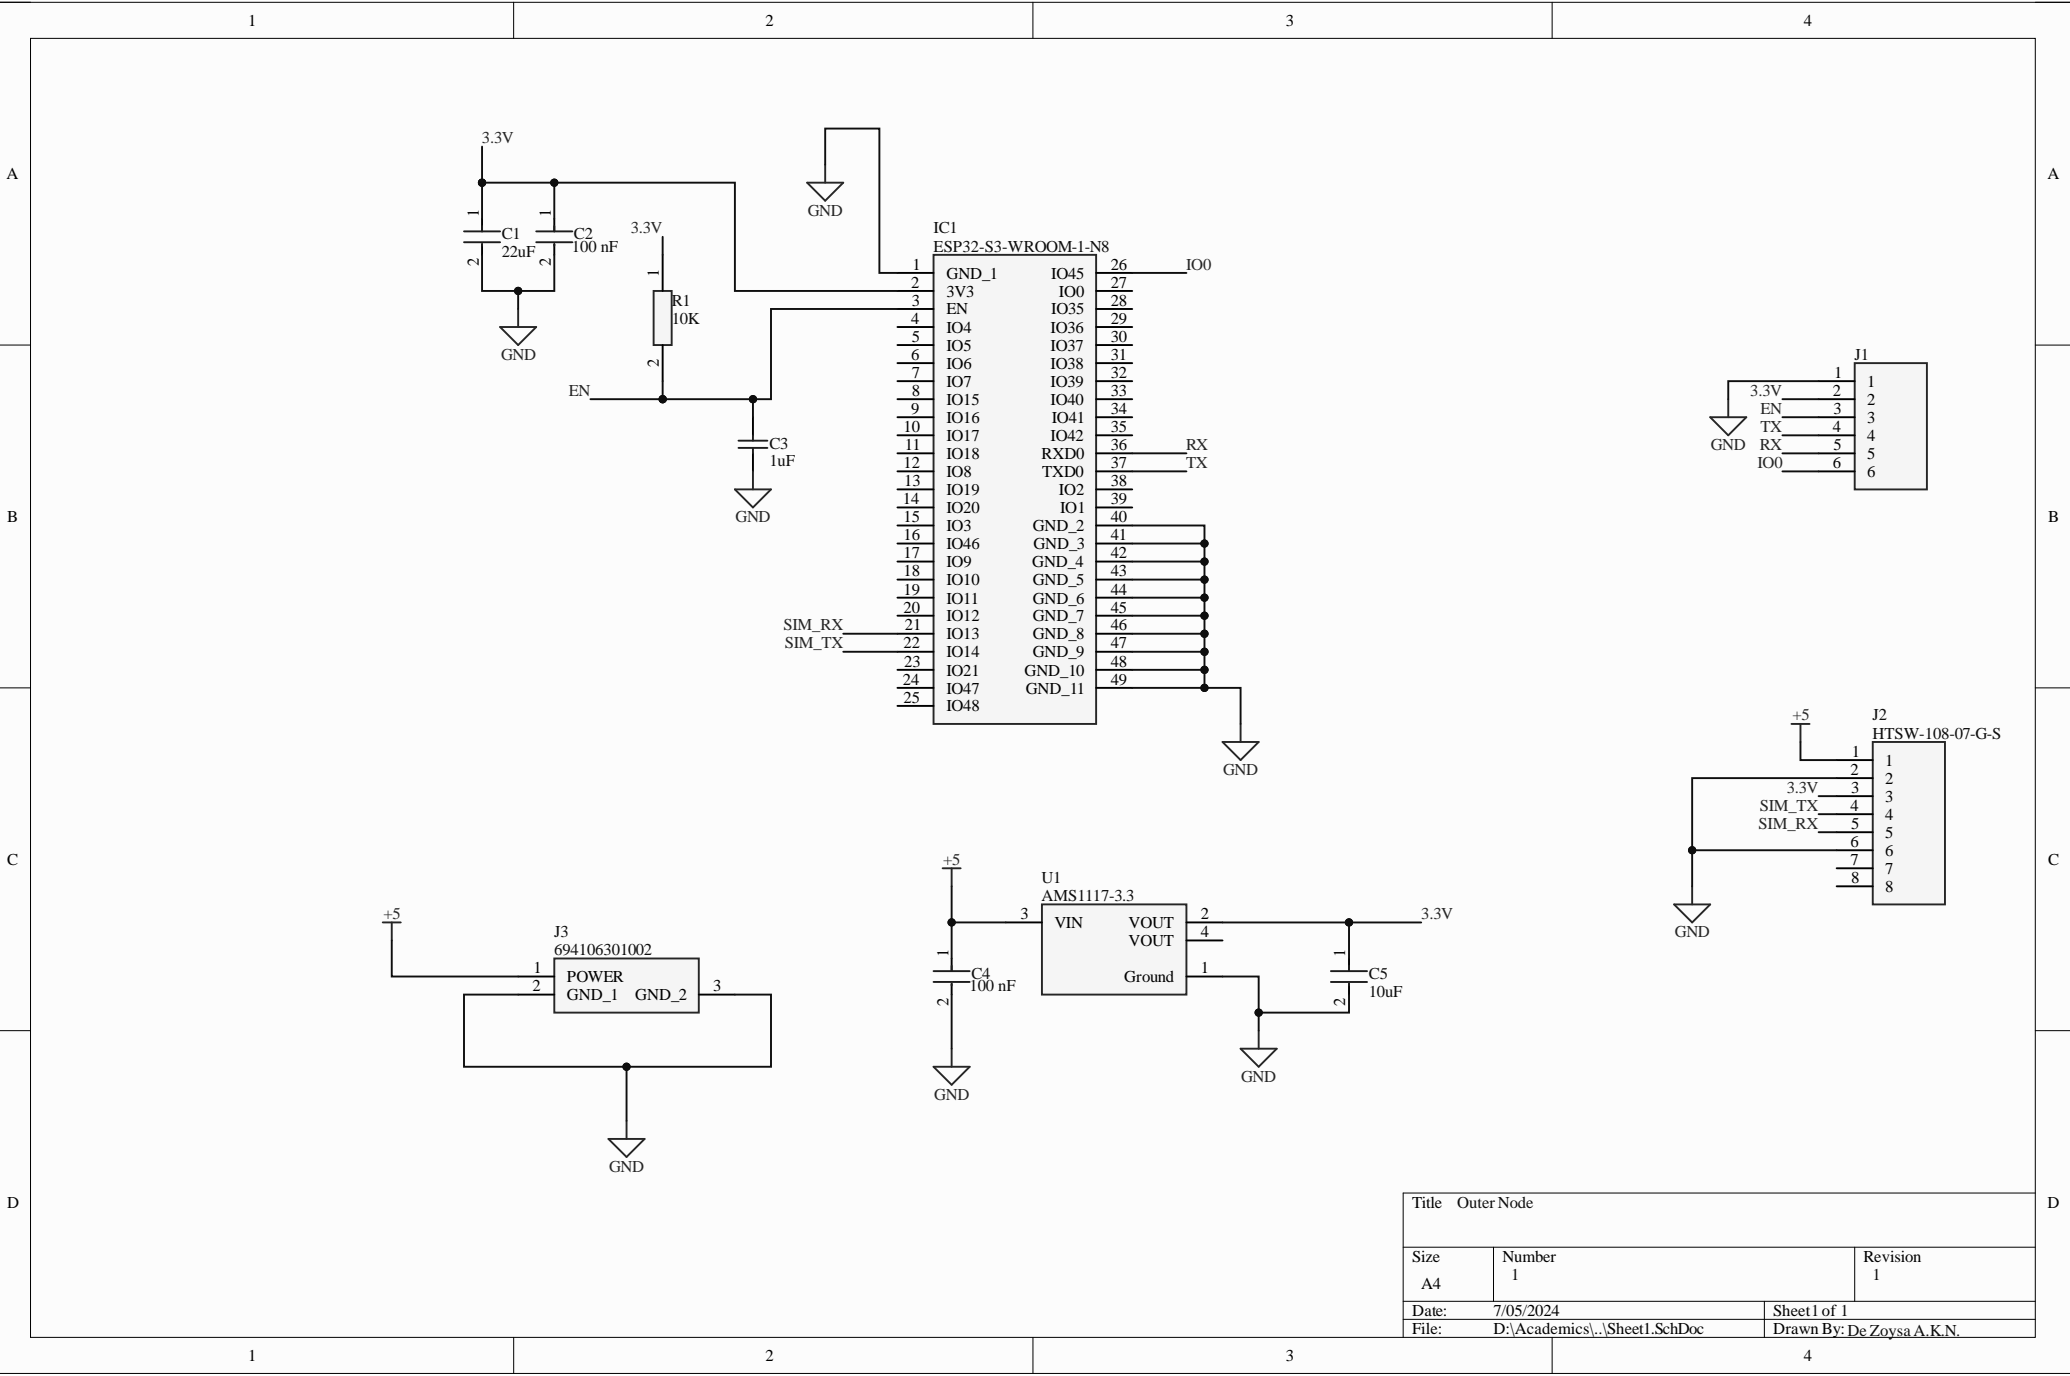 1 2 3 4
A A
B B
C C
D D
3.3V
1
C1
22uF
2
1
C2
100 nF
2
GND
3.3V
1
R1
10K
2
EN
C3
1uF
GND
GND
IC1
ESP32-S3-WROOM-1-N8
1 GND_1 IO45 26 IO0
2 3V3 IO0 27
3 EN IO35 28
4 IO4 IO36 29
5 IO5 IO37 30
6 IO6 IO38 31
7 IO7 IO39 32
8 IO15 IO40 33
9 IO16 IO41 34
10 IO17 IO42 35
11 IO18 RXD0 36 RX
12 IO8 TXD0 37 TX
13 IO19 IO2 38
14 IO20 IO1 39
15 IO3 GND_2 40
16 IO46 GND_3 41
17 IO9 GND_4 42
18 IO10 GND_5 43
19 IO11 GND_6 44
20 IO12 GND_7 45
SIM_RX 21 IO13 GND_8 46
SIM_TX 22 IO14 GND_9 47
23 IO21 GND_10 48
24 IO47 GND_11 49
25 IO48
GND
J1
1 1
3.3V 2 2
EN 3 3
TX 4 4
GND RX 5 5
IO0 6 6
+5 J2
HTSW-108-07-G-S
1 1
2 2
3.3V 3 3
SIM_TX 4 4
SIM_RX 5 5
6 6
7 7
8 8
GND
+5
J3
694106301002
1 POWER
2 GND_1 GND_2 3
GND
+5
U1
AMS1117-3.3
3 VIN VOUT 2 3.3V
VOUT 4
Ground 1
1
C4
100 nF
2
GND
1
C5
10uF
2
GND
Title Outer Node
Size Number Revision
A4 1 1
Date: 7/05/2024 Sheet1 of 1
File: D:\Academics\..\Sheet1.SchDoc Drawn By: De Zoysa A.K.N.
1 2 3 4